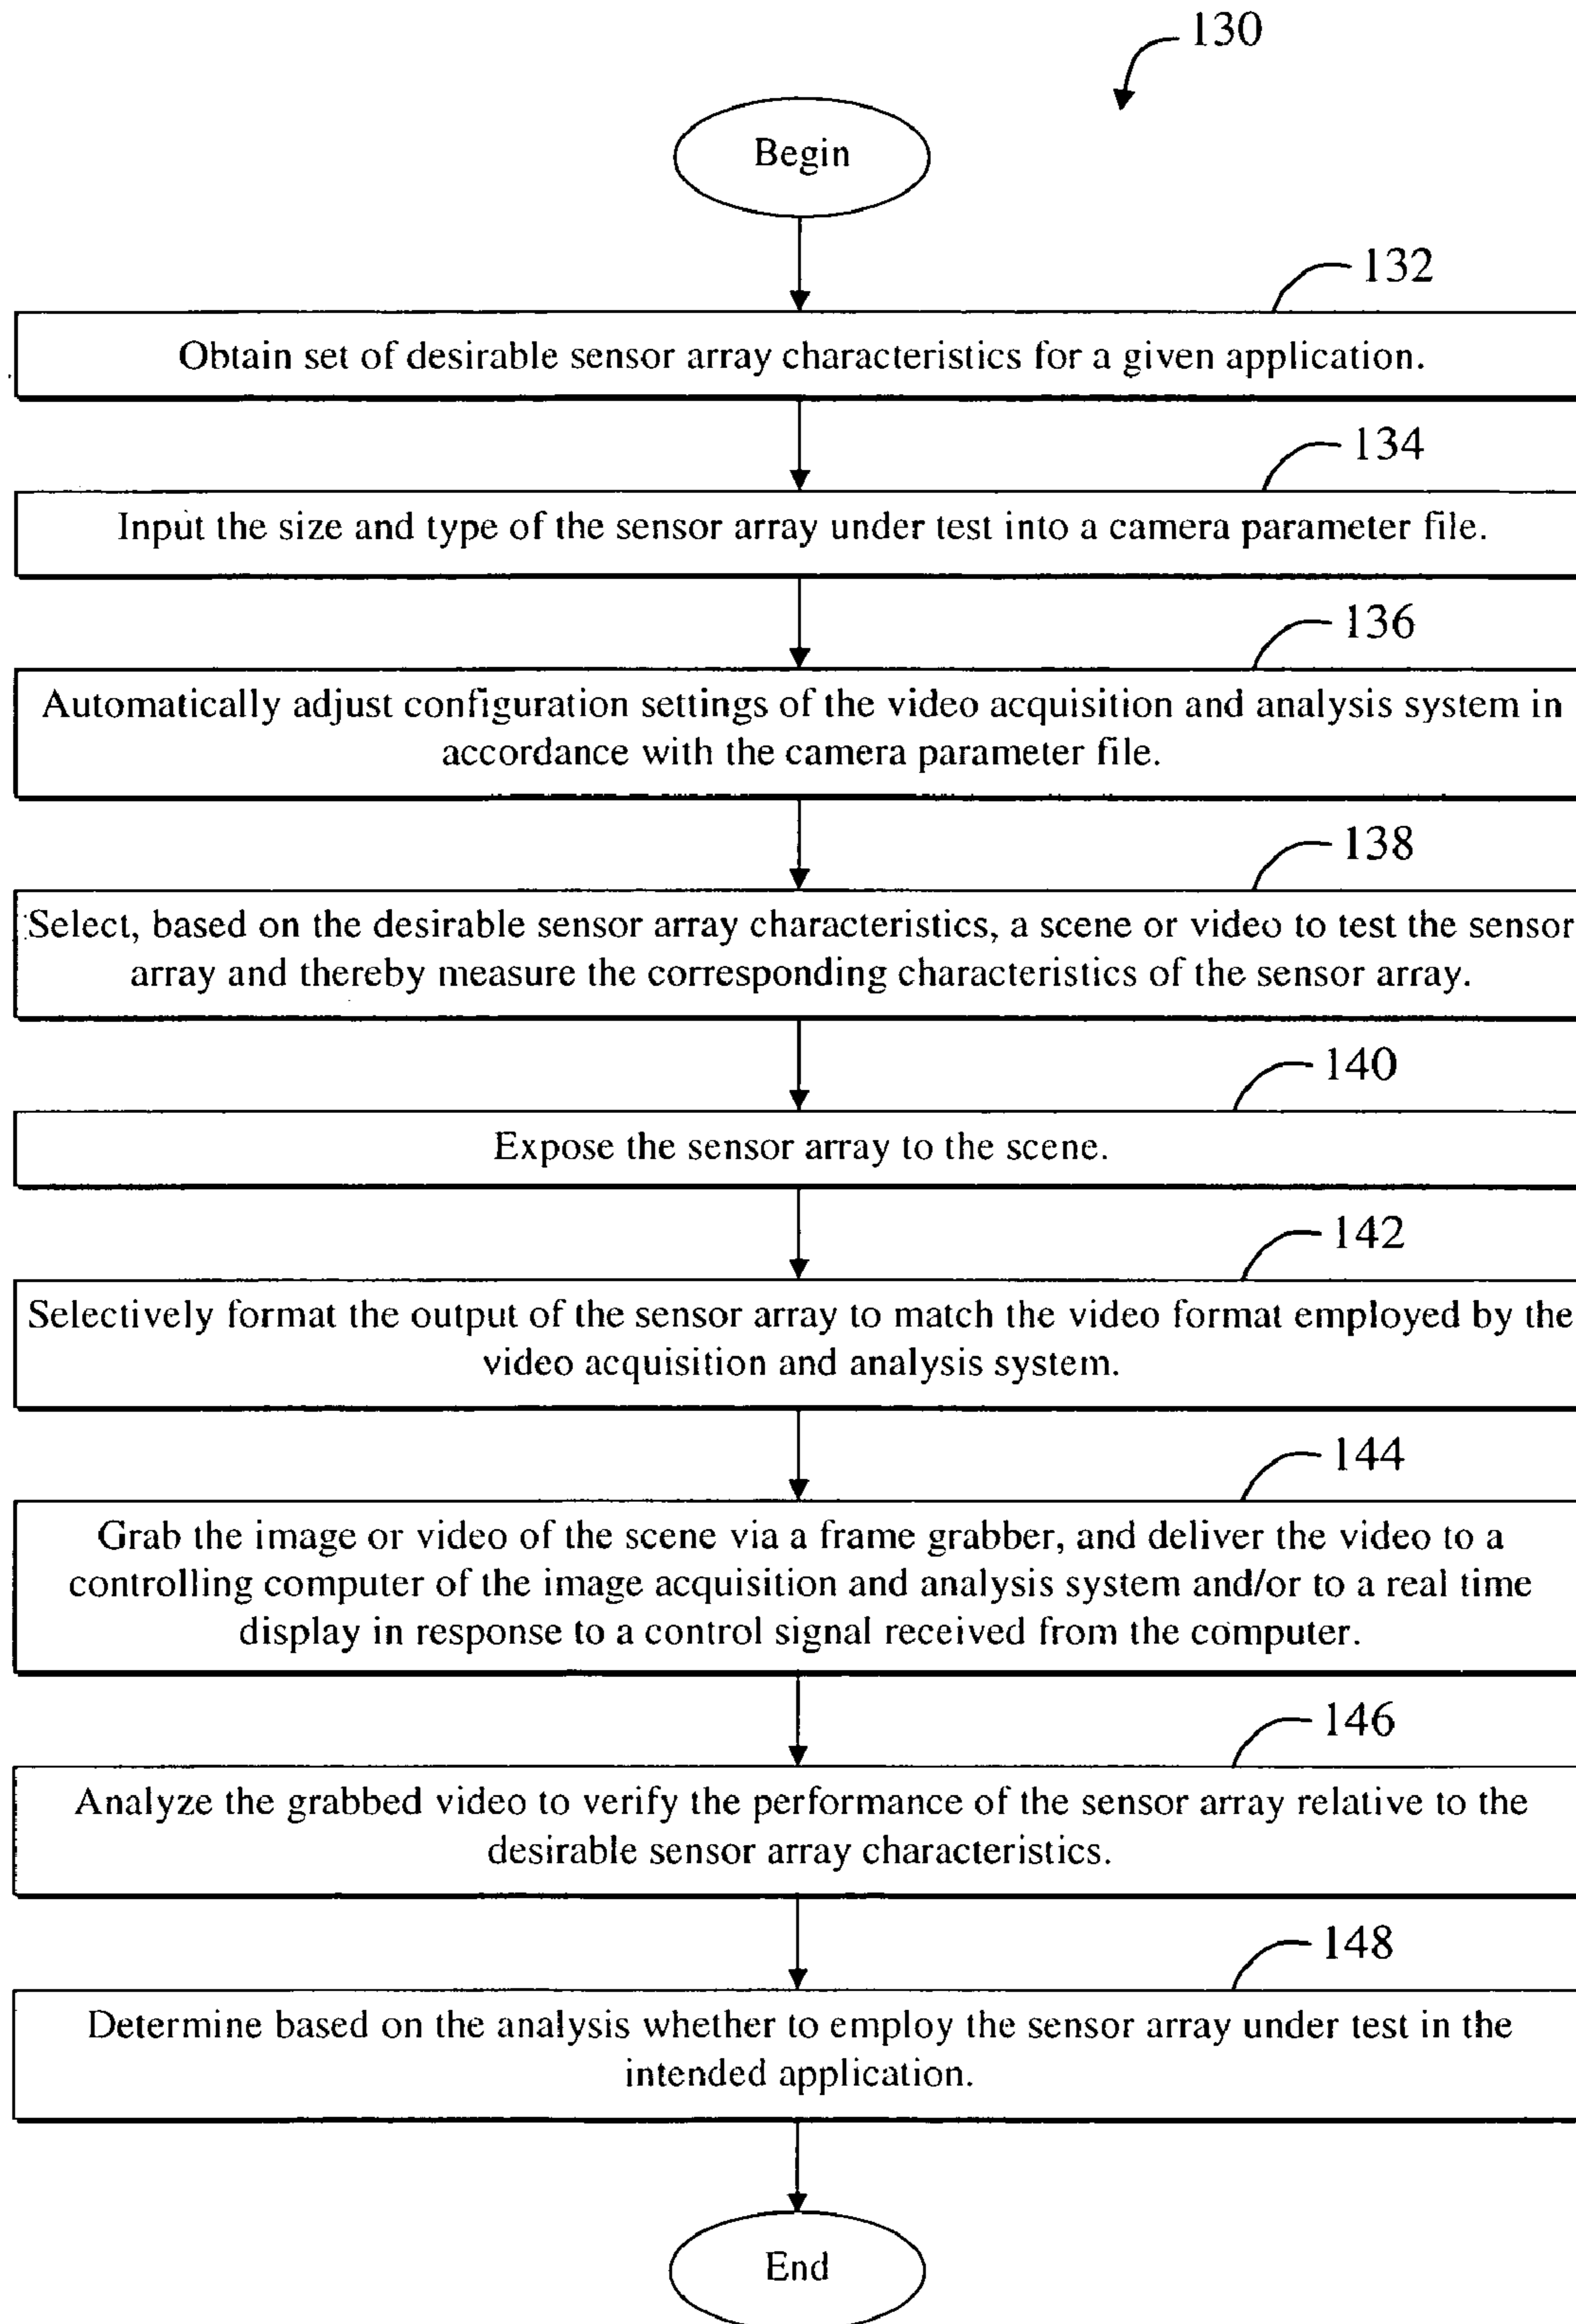 130
Begin
132
Obtain set of desirable sensor array characteristics for a given application.
134
Input the size and type of the sensor array under test into a camera parameter file.
136
Automatically adjust configuration settings of the video acquisition and analysis system in
accordance with the camera parameter file.
138
Select, based on the desirable sensor array characteristics, a scene or video to test the sensor
array and thereby measure the corresponding characteristics of the sensor array.
140
Expose the sensor array to the scene.
142
Selectively format the output of the sensor array to match the video format employed by the
video acquisition and analysis system.
144
Grab the image or video of the scene via a frame grabber, and deliver the video to a
controlling computer of the image acquisition and analysis system and/or to a real time
display in response to a control signal received from the computer.
146
Analyze the grabbed video to verify the performance of the sensor array relative to the
desirable sensor array characteristics.
148
Determine based on the analysis whether to employ the sensor array under test in the
intended application.
End